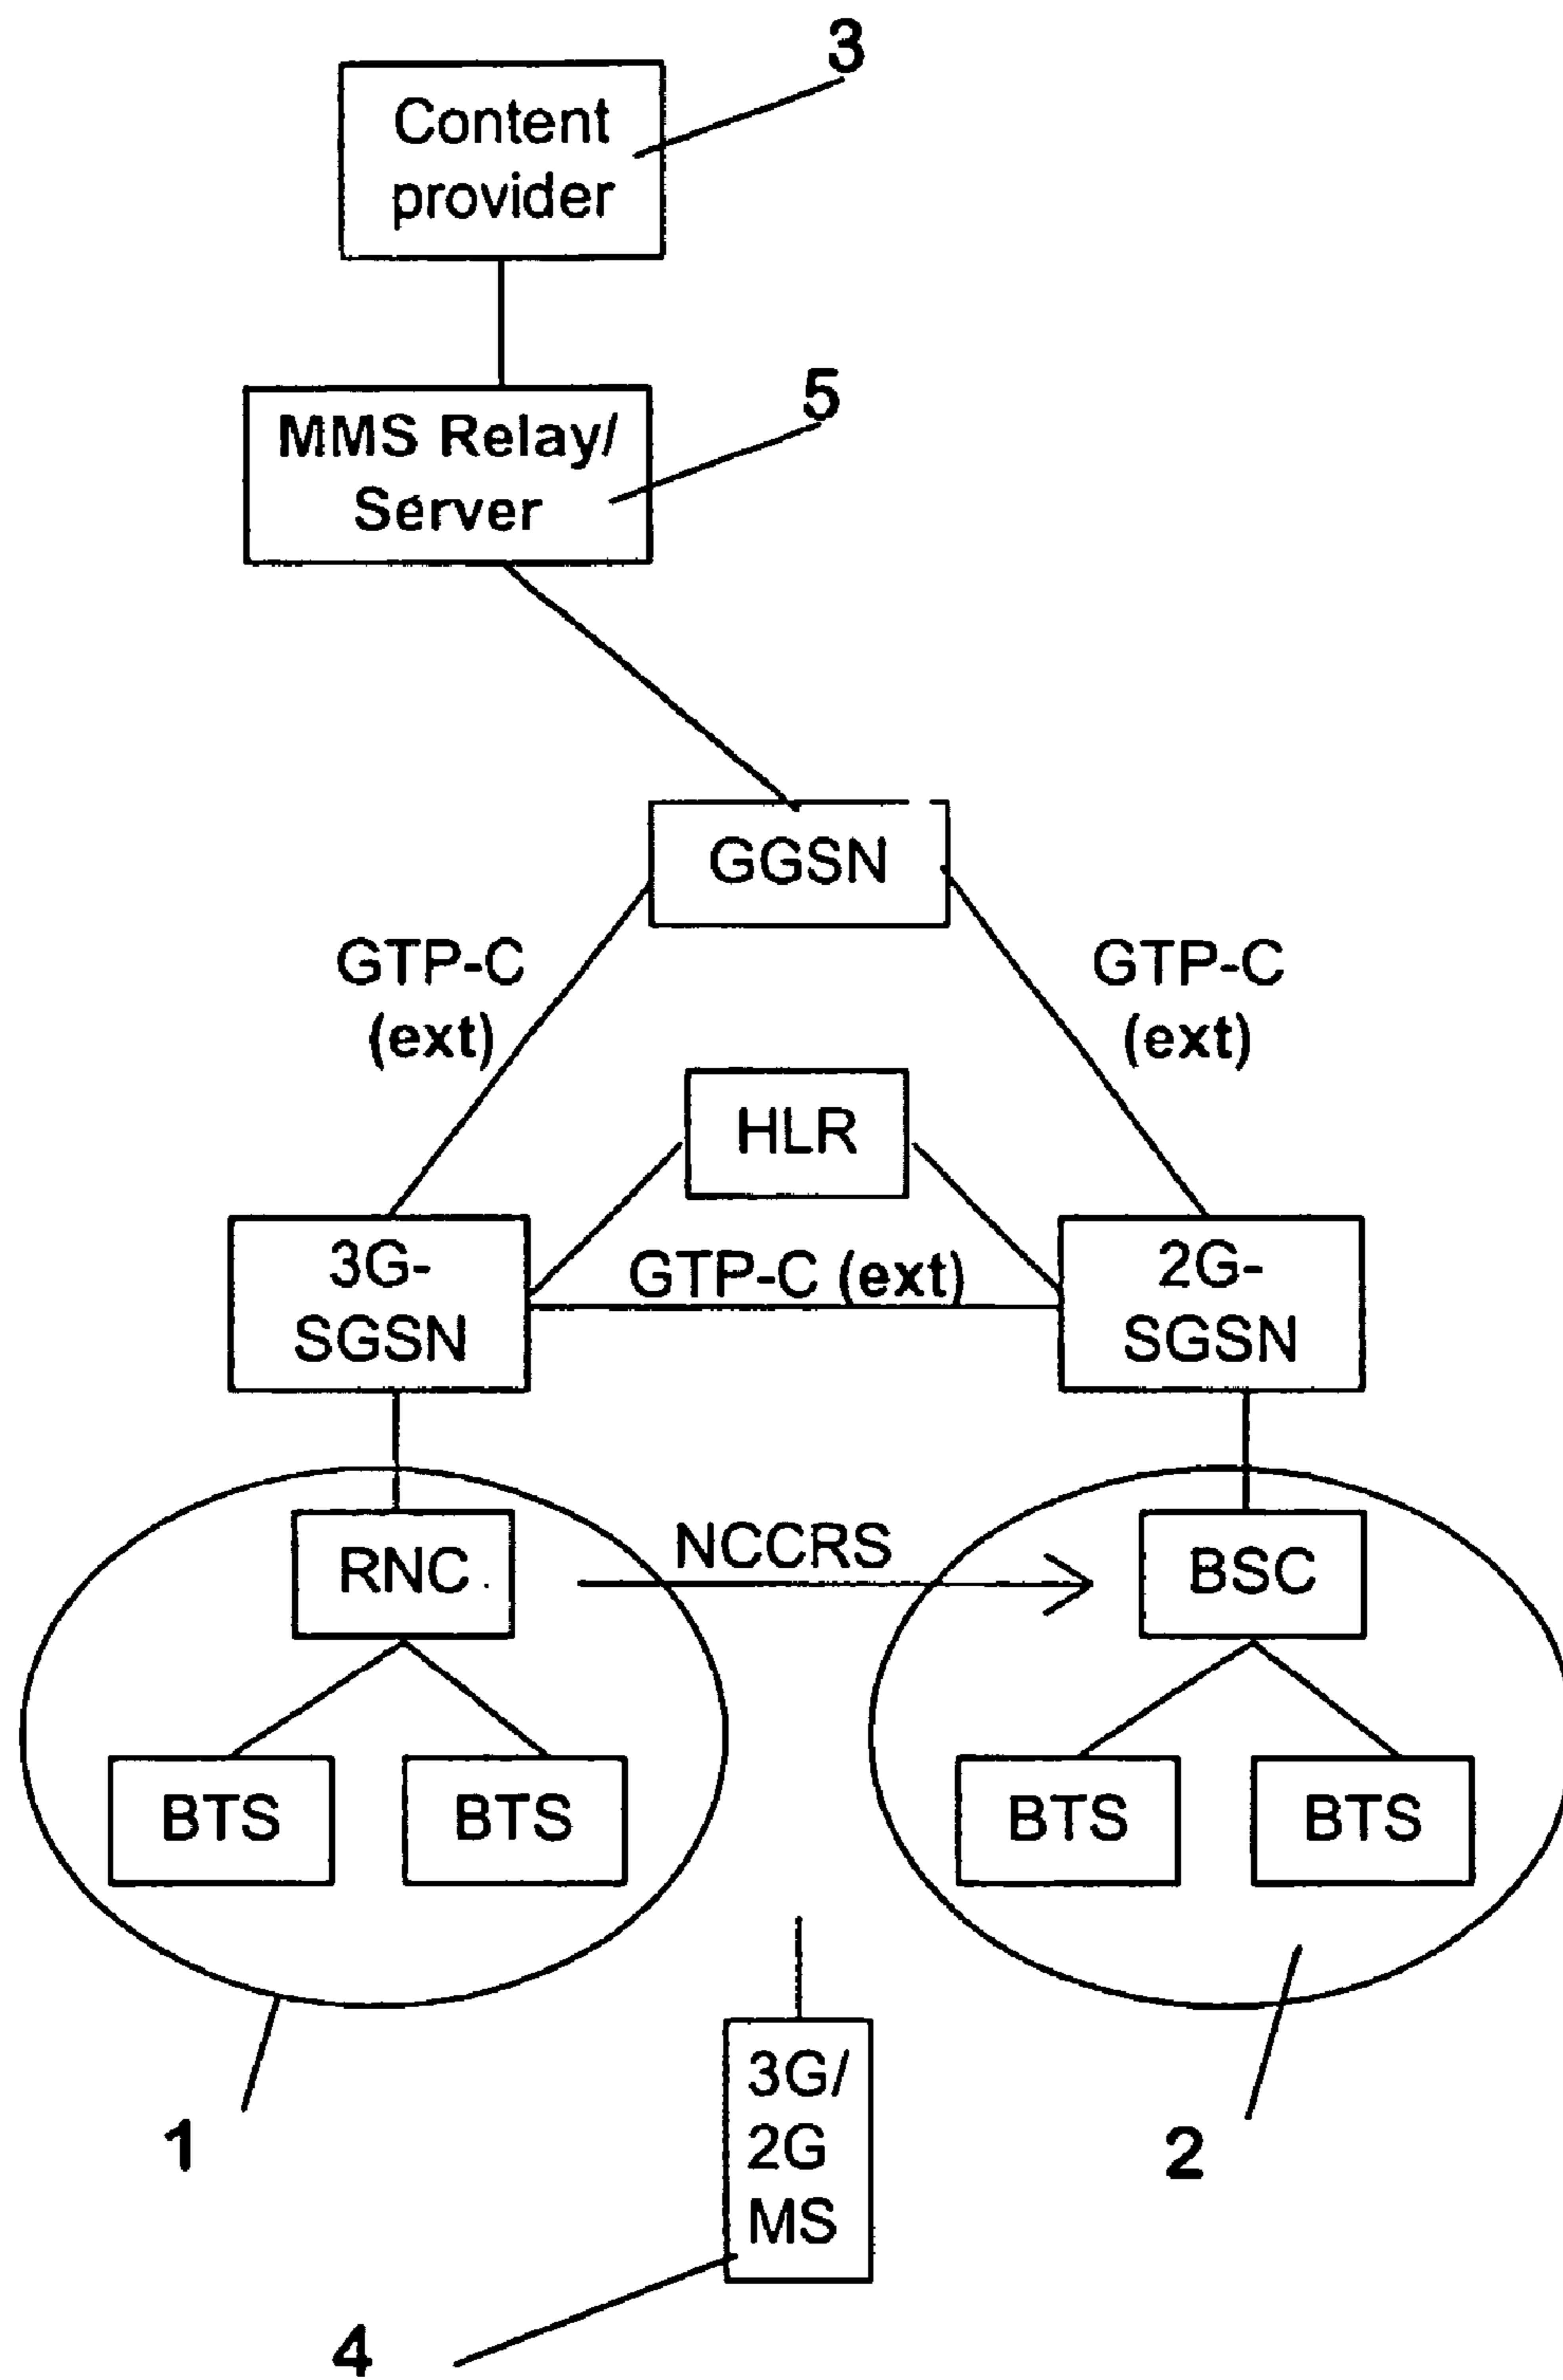 3
Content
provider
5
MMS Relay/
Server
GGSN
GTP-C
(ext)
GTP-C
(ext)
HLR
3G-
SGSN
GTP-C (ext)
2G-
SGSN
RNC
NCCRS
BSC
BTS
BTS
BTS
BTS
1
3G/
2G
MS
2
4